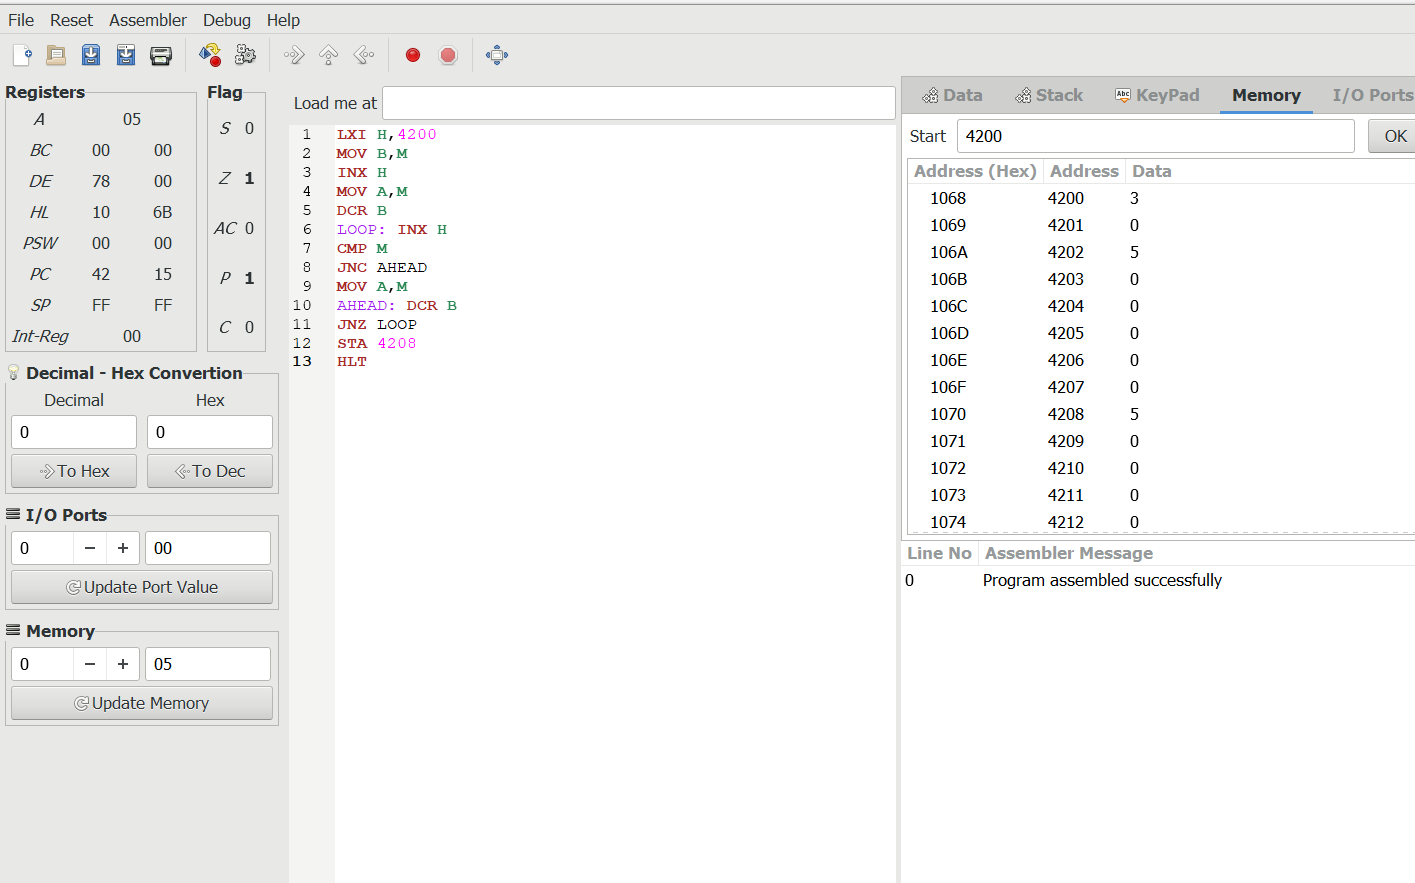 File Reset Assembler Debug Help
Registers
A 05
BC 00 00
DE 78 00
HL 10 6B
PSW 00 00
PC 42 15
SP FF FF
Int-Reg 00
Flag
S 0
Z 1
AC 0
P 1
C 0
Decimal - Hex Convertion
Decimal Hex
0 0
To Hex To Dec
I/O Ports
0 − + 00
Update Port Value
Memory
0 − + 05
Update Memory
Load me at
1 LXI H,4200
2 MOV B,M
3 INX H
4 MOV A,M
5 DCR B
6 LOOP: INX H
7 CMP M
8 JNC AHEAD
9 MOV A,M
10 AHEAD: DCR B
11 JNZ LOOP
12 STA 4208
13 HLT
Data Stack Abc KeyPad Memory I/O Ports
Start 4200 OK
Address (Hex) Address Data
1068 4200 3
1069 4201 0
106A 4202 5
106B 4203 0
106C 4204 0
106D 4205 0
106E 4206 0
106F 4207 0
1070 4208 5
1071 4209 0
1072 4210 0
1073 4211 0
1074 4212 0
Line No Assembler Message
0 Program assembled successfully